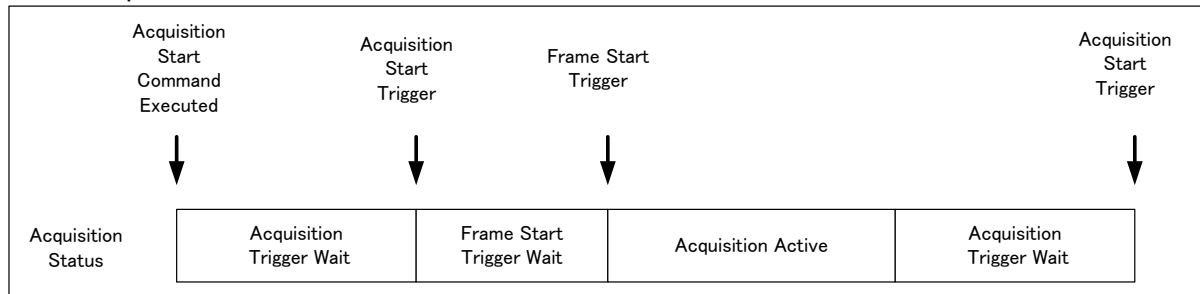 Acquisition
Start
Command
Executed
Acquisition
Start
Trigger
Frame Start
Trigger
Acquisition
Start
Trigger
Acquisition
Status
Acquisition
Trigger Wait
Frame Start
Trigger Wait
Acquisition Active
Acquisition
Trigger Wait